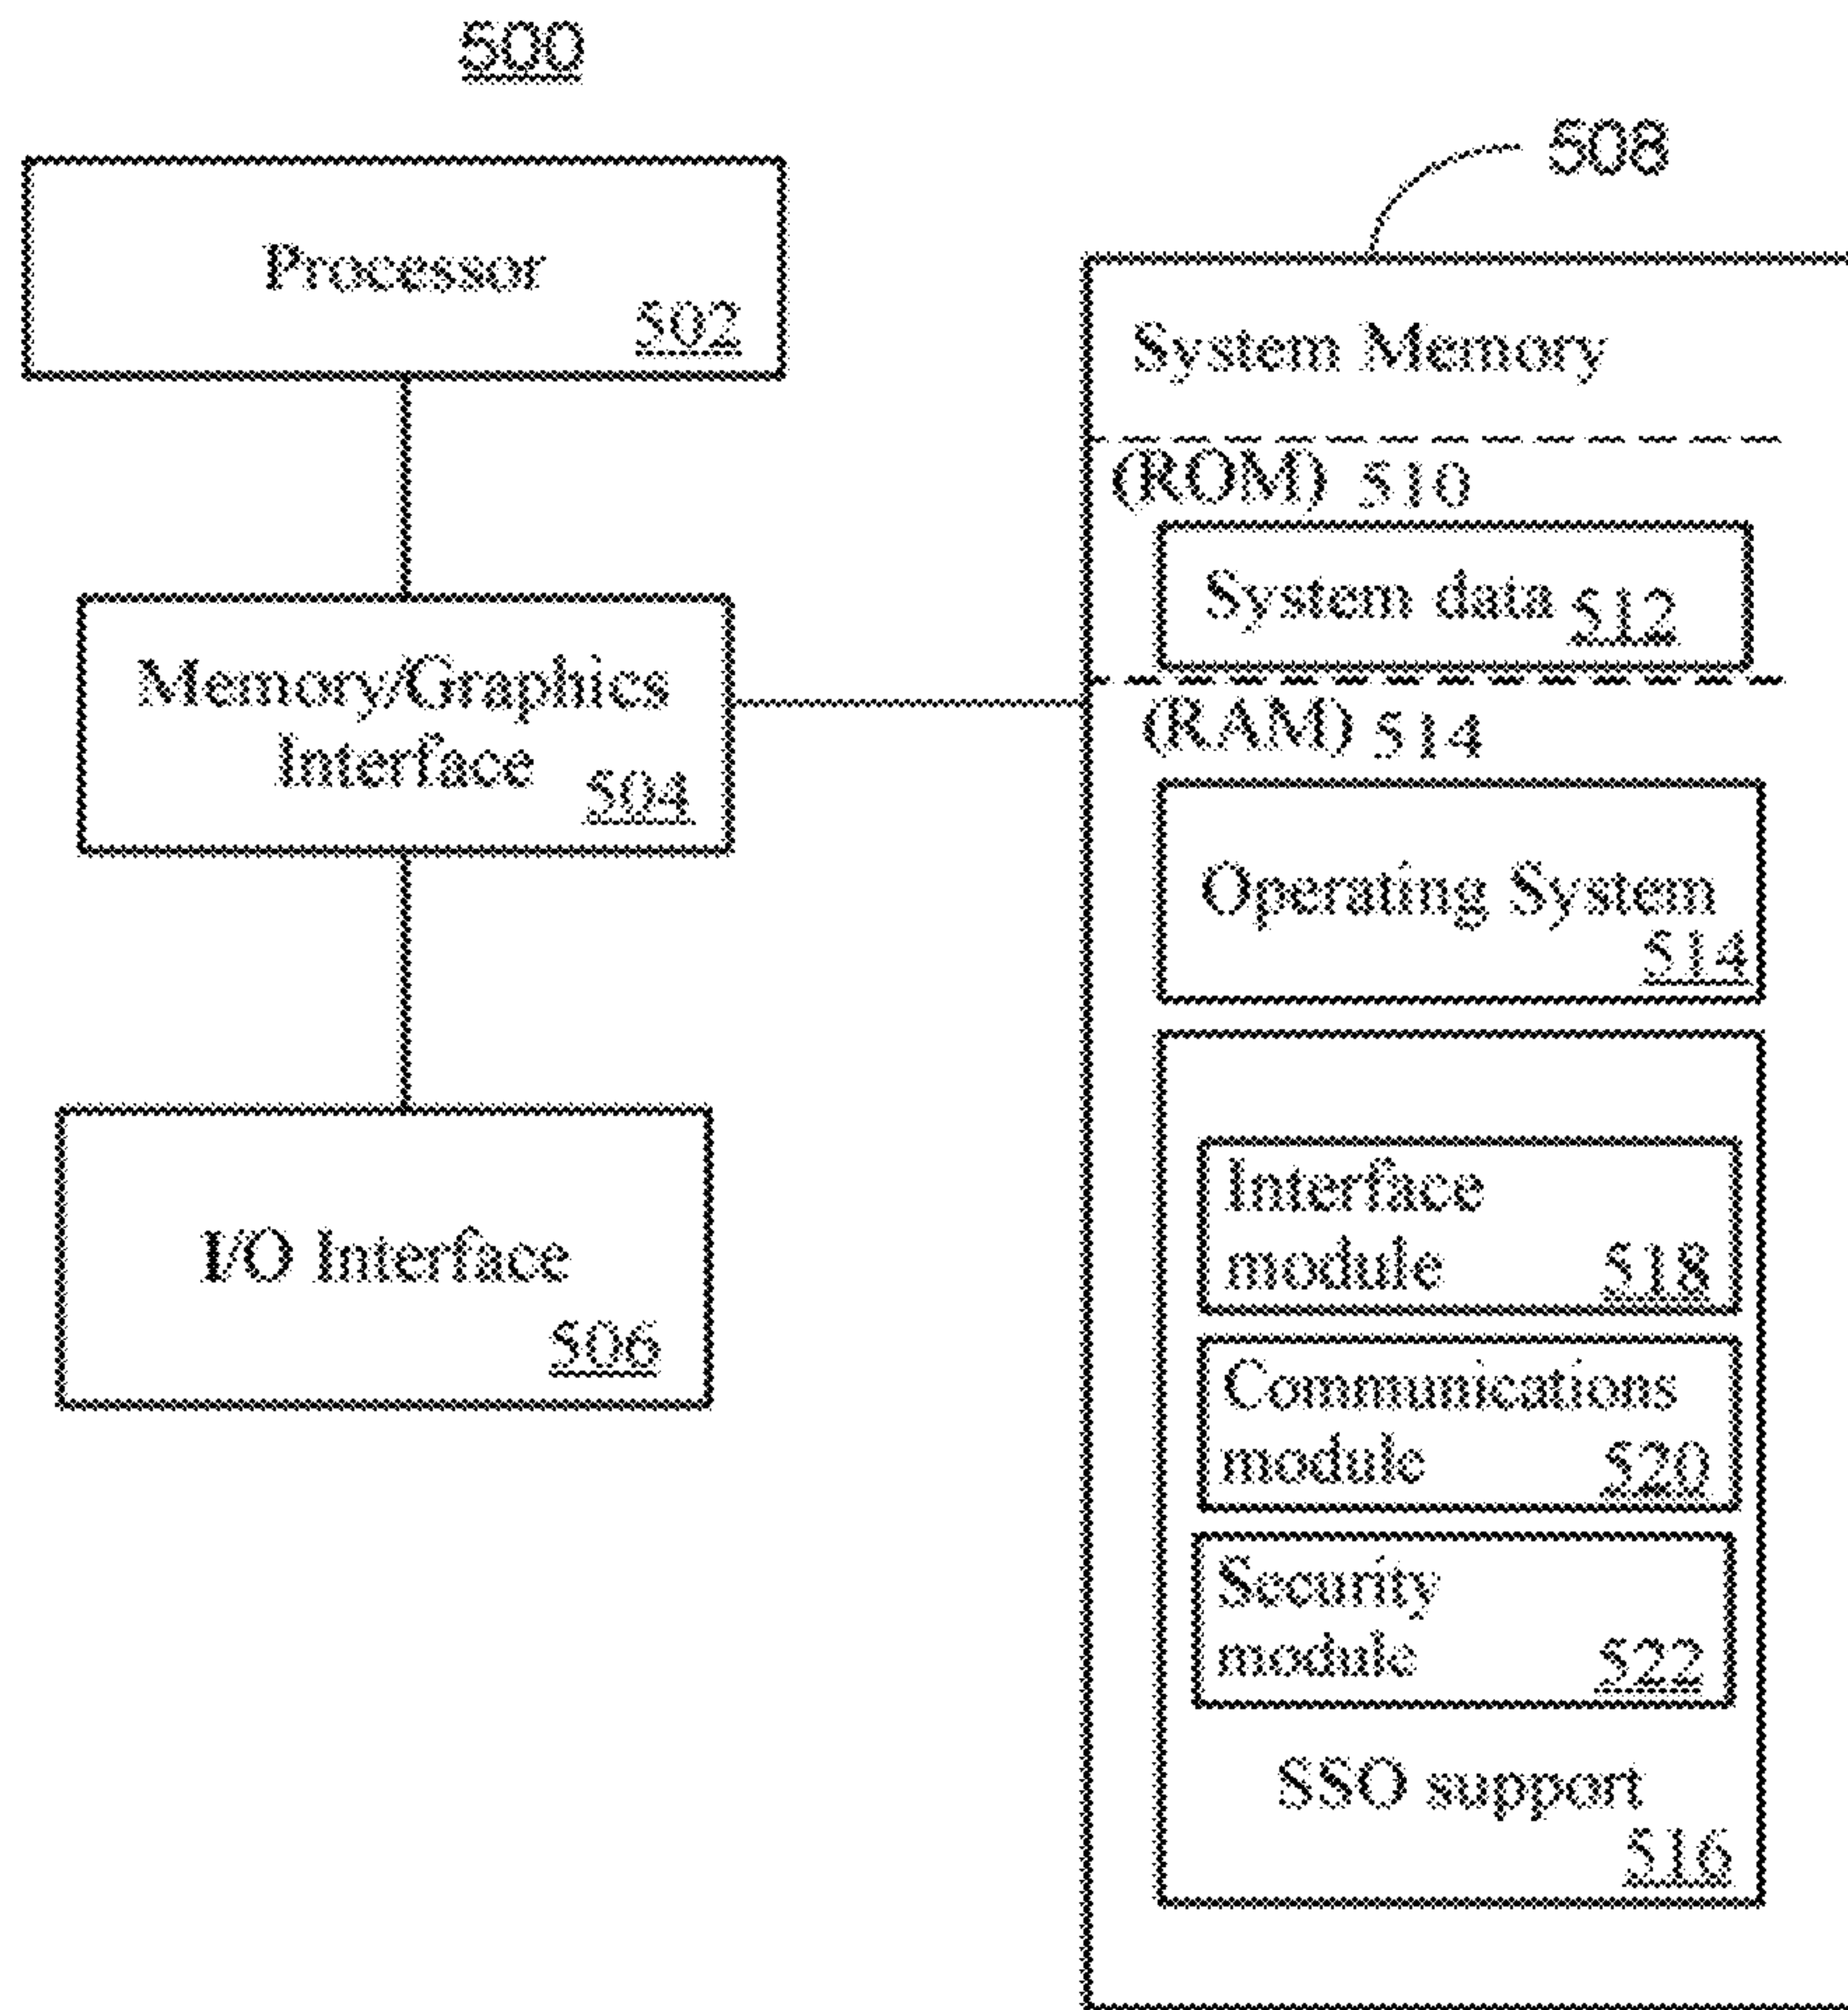 500
508
Processor
502
System Memory
(ROM) 510
System data 512
Memory/Graphics
Interface
504
(RAM) 514
Operating System
514
I/O Interface
506
Interface
module 518
Communications
module 520
Security
module 522
SSO support
516